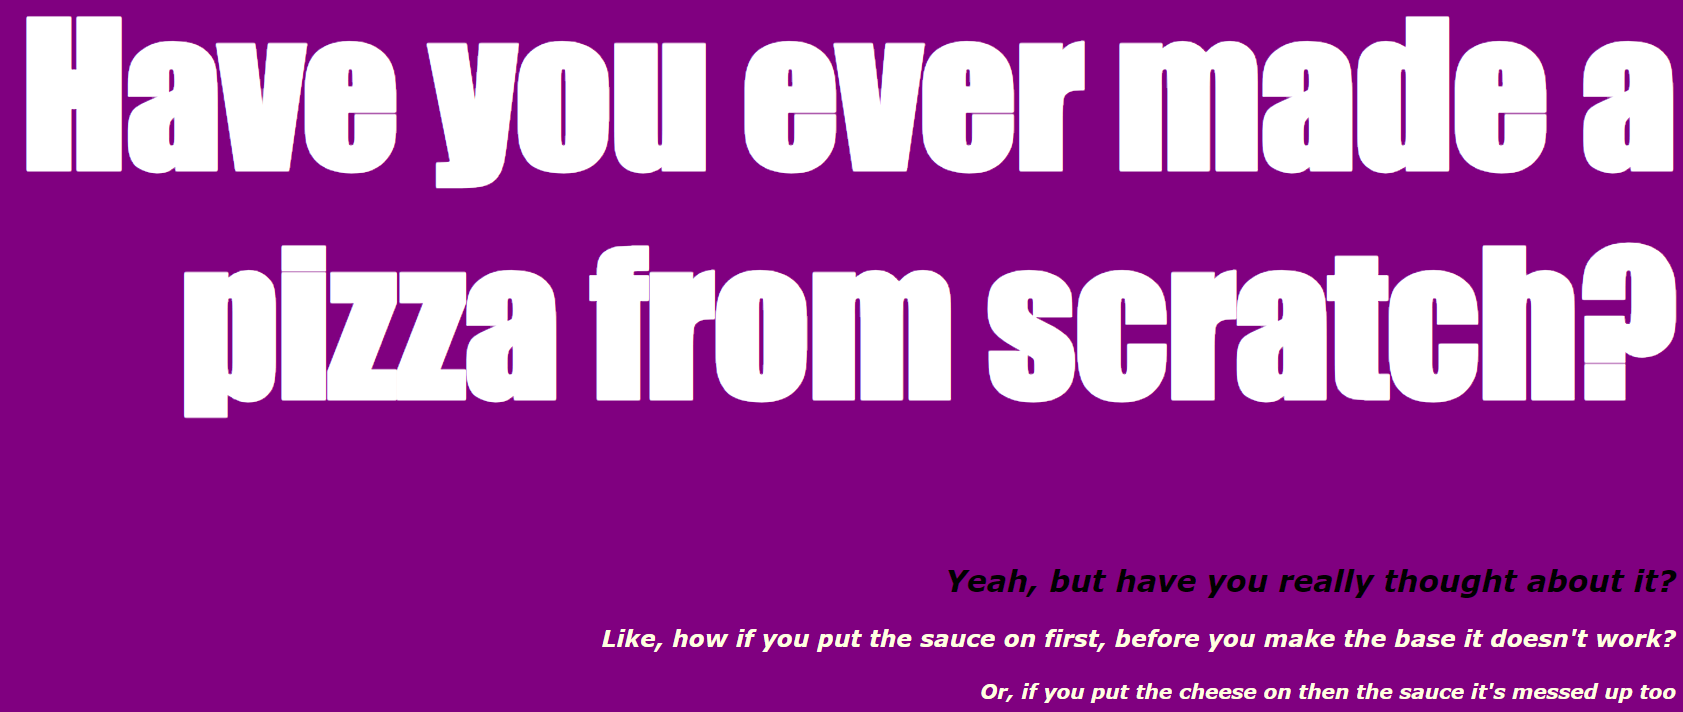 Have you ever made a
pizza from scratch?
Yeah, but have you really thought about it?
Like, how if you put the sauce on first, before you make the base it doesn't work?
Or, if you put the cheese on then the sauce it's messed up too